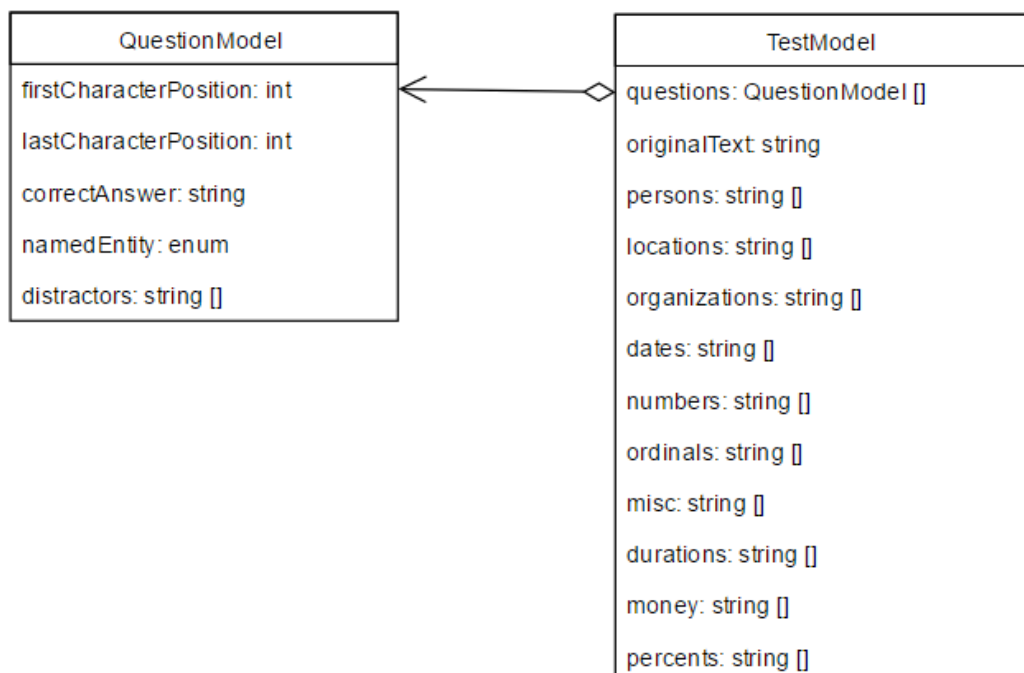 QuestionModel
firstCharacterPosition: int
lastCharacterPosition: int
correctAnswer: string
namedEntity: enum
distractors: string []
TestModel
questions: QuestionModel []
originalText: string
persons: string []
locations: string []
organizations: string []
dates: string []
numbers: string []
ordinals: string []
misc: string []
durations: string []
money: string []
percents: string []